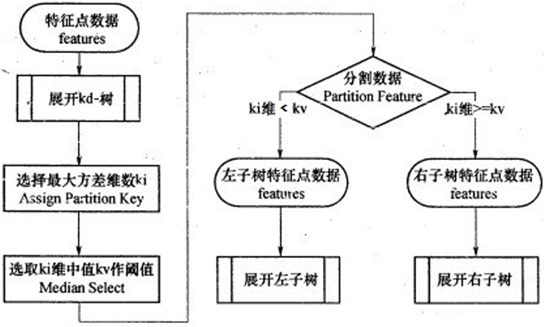 特征点数据
features
展开kd-树
选择最大方差维数ki
Assign Partition Key
选取ki维中值kv作阈值
Median Select
分割数据
Partition Feature
ki维 < kv
ki维>=kv
左子树特征点数据
features
右子树特征点数据
features
展开左子树
展开右子树